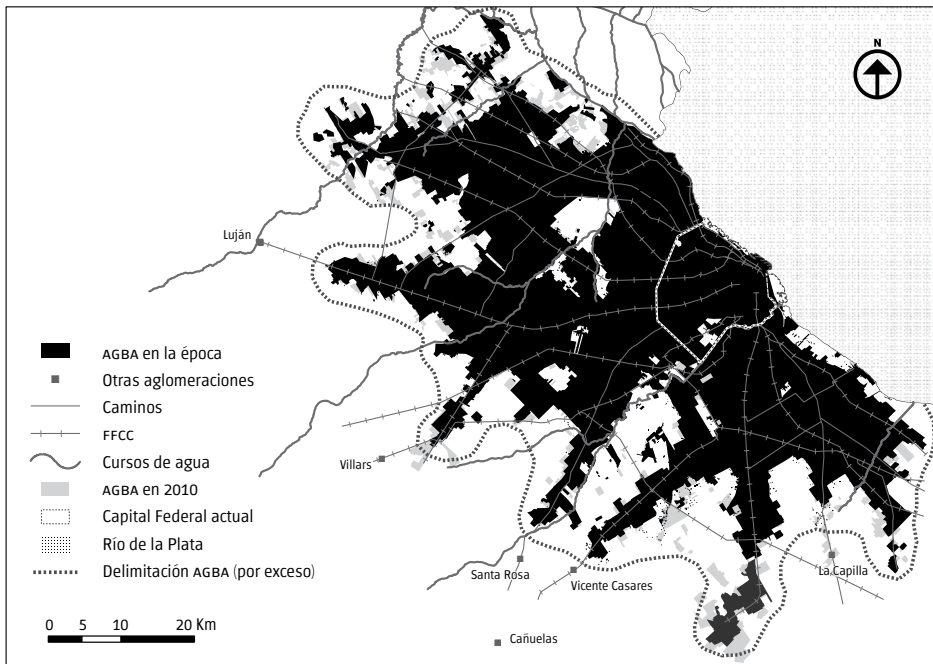 N
Luján
AGBA en la época
Otras aglomeraciones
Caminos
FFCC
Cursos de agua
AGBA en 2010
Capital Federal actual
Río de la Plata
Delimitación AGBA (por exceso)
0 5 10 20 Km
Villars
Santa Rosa
Vicente Casares
La Capilla
Cañuelas